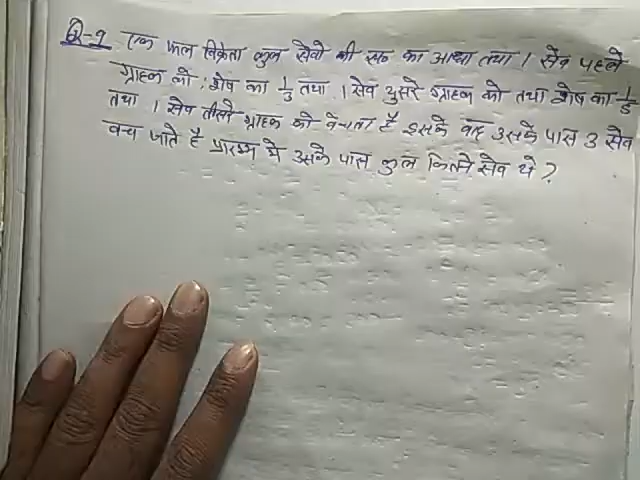 Q-1 एक फल विक्रेता कुल सेवो की स० का आधा तथा 1 सेव पहले
ग्राहक को, शेष का 1/3 तथा 1 सेव दुसरे ग्राहक को तथा शेष का 1/5
तथा 1 सेव तीसरे ग्राहक को बेचता है इसके बाद उसके पास 3 सेव
बच जाते है प्रारम्भ मे उसके पास कुल कितने सेव थे ?